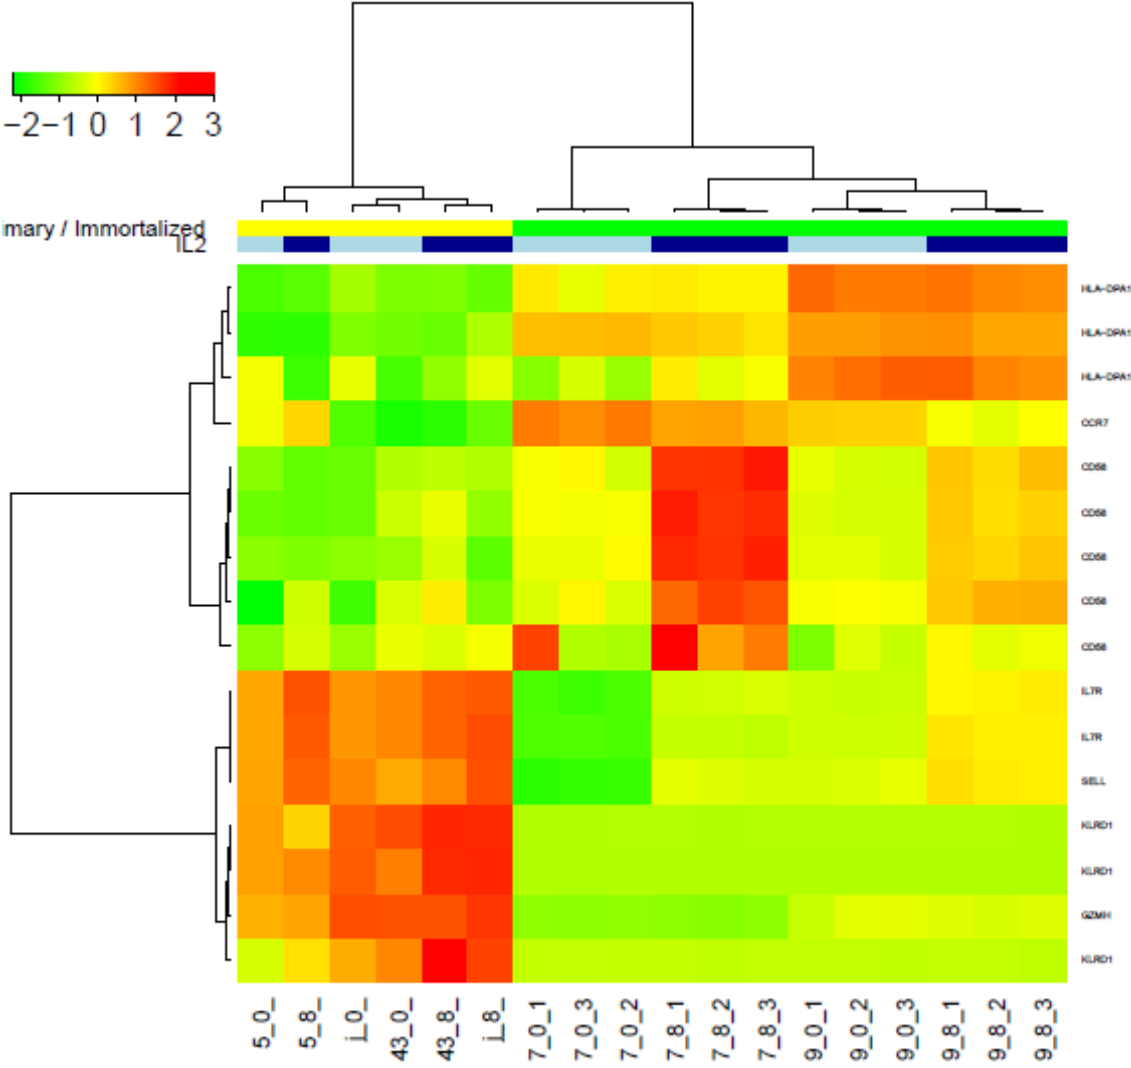 −2 −1 0 1 2 3
imary / Immortalized
IL2
HLA-DPA1
HLA-DPA1
HLA-DPA1
CCR7
CD58
CD58
CD58
CD58
CD58
IL7R
IL7R
SELL
KLRD1
KLRD1
GZMH
KLRD1
5_0_
5_8_
j_0_
43_0_
43_8_
j_8_
7_0_1
7_0_3
7_0_2
7_8_1
7_8_2
7_8_3
9_0_1
9_0_2
9_0_3
9_8_1
9_8_2
9_8_3